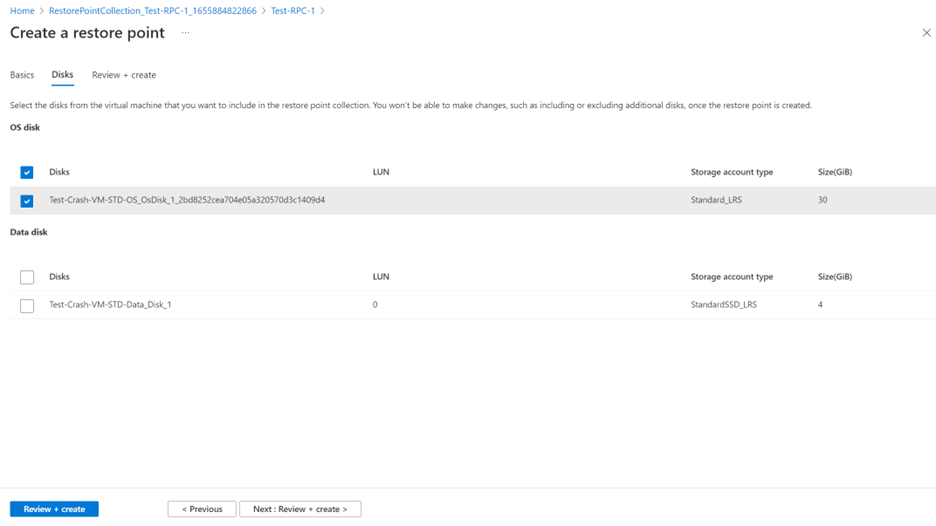 Home > RestorePointCollection_Test-RPC-1_1655884822866 > Test-RPC-1 >
Create a restore point ...
Basics Disks Review + create
Select the disks from the virtual machine that you want to include in the restore point collection. You won't be able to make changes, such as including or excluding additional disks, once the restore point is created.
OS disk
Disks LUN Storage account type Size(GiB)
Test-Crash-VM-STD-OS_OsDisk_1_2bd8252cea704e05a320570d3c1409d4 Standard_LRS 30
Data disk
Disks LUN Storage account type Size(GiB)
Test-Crash-VM-STD-Data_Disk_1 0 StandardSSD_LRS 4
Review + create < Previous Next : Review + create >